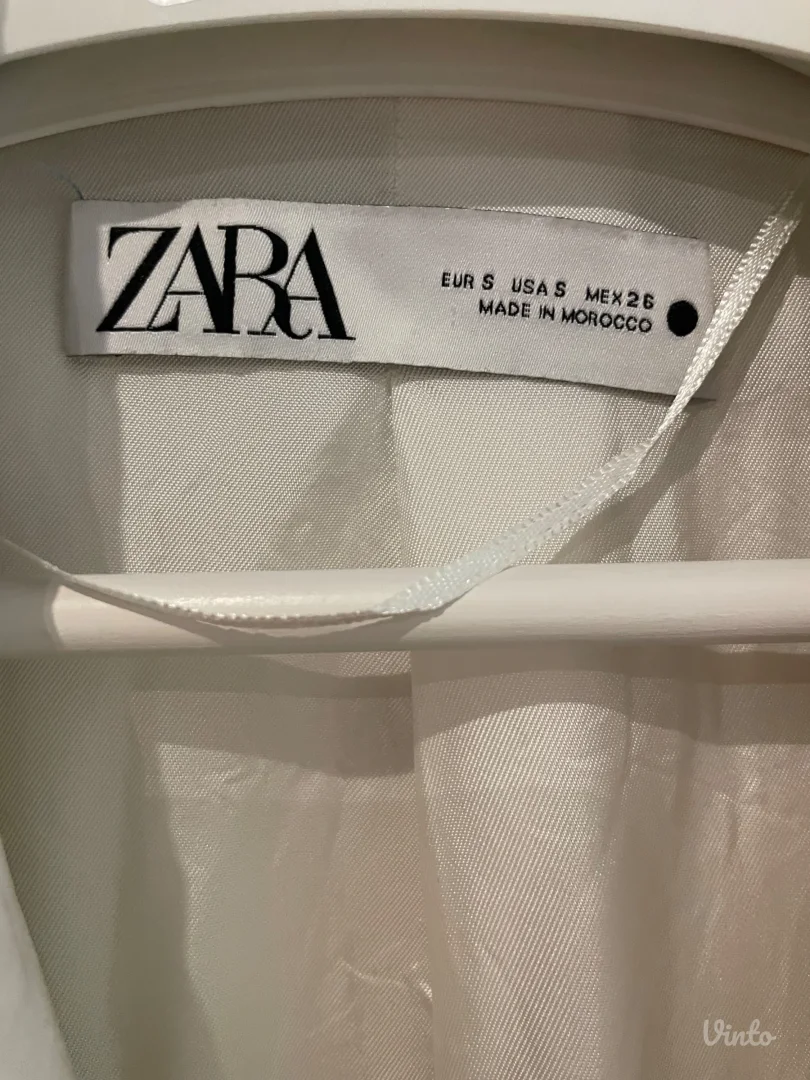 ZARA
EUR S USA S MEX 26
MADE IN MOROCCO
Vinto